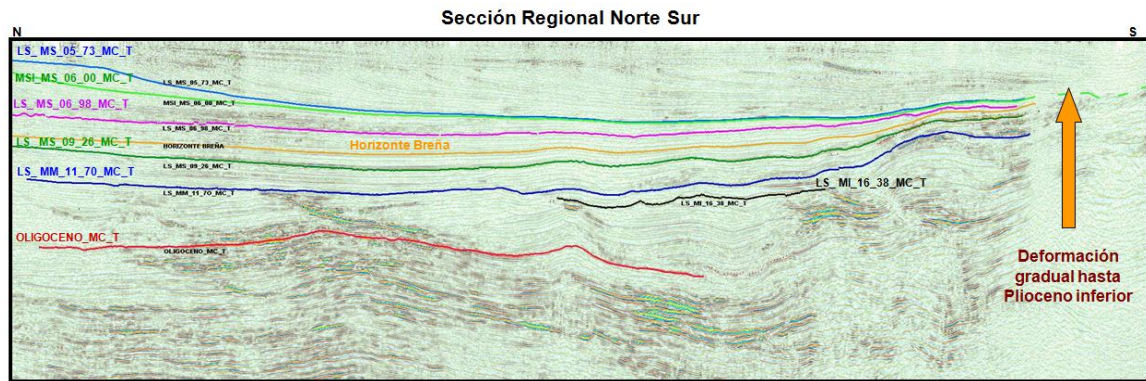 Sección Regional Norte Sur
N
S
LS_MS_05_73_MC_T
LS_MS_05_73_MC_T
MSI_MS_06_00_MC_T
MSI_MS_06_00_MC_T
LS_MS_06_98_MC_T
LS_MS_06_98_MC_T
HORIZONTE BREÑA
Horizonte Breña
LS_MS_09_26_MC_T
LS_MS_09_26_MC_T
LS_MM_11_70_MC_T
LS_MM_11_70_MC_T
LS_MI_16_38_MC_T
LS_MI_16_38_MC_T
OLIGOCENO_MC_T
OLIGOCENO_MC_T
Deformación
gradual hasta
Plioceno inferior